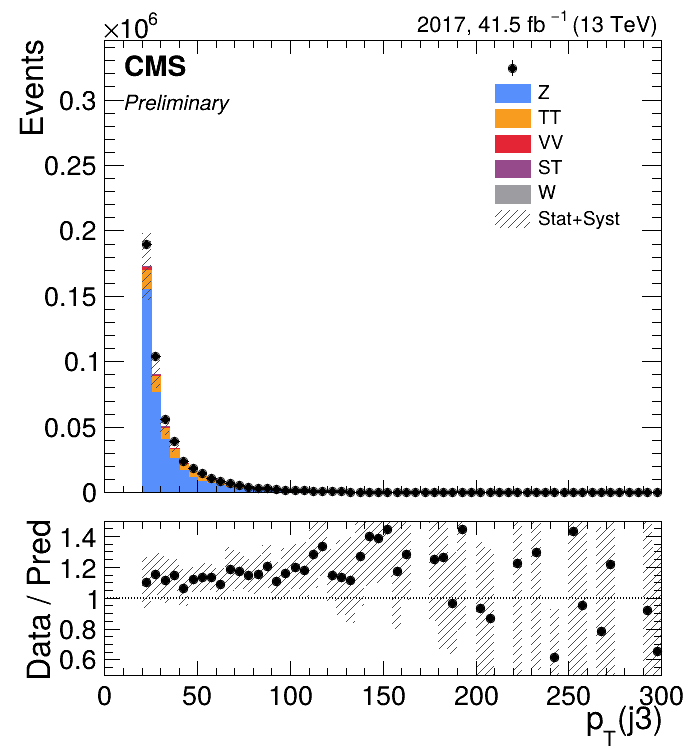 ×10⁶
2017, 41.5 fb⁻¹ (13 TeV)
CMS
Preliminary
Z
TT
VV
ST
W
Stat+Syst
Events
0.3
0.25
0.2
0.15
0.1
0.05
0
Data / Pred
1.4
1.2
1
0.8
0.6
0 50 100 150 200 250 300
p_T(j3)